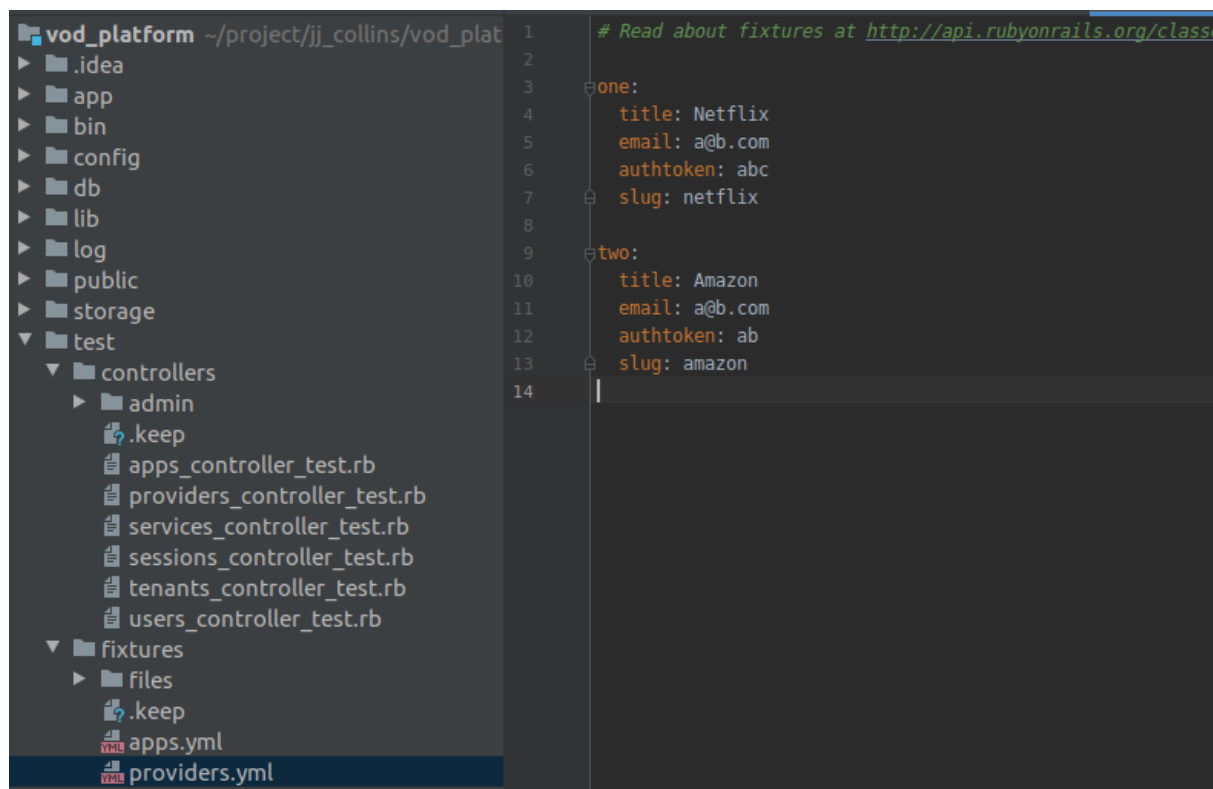 vod_platform ~/project/jj_collins/vod_plat
.idea
app
bin
config
db
lib
log
public
storage
test
controllers
admin
.keep
apps_controller_test.rb
providers_controller_test.rb
services_controller_test.rb
sessions_controller_test.rb
tenants_controller_test.rb
users_controller_test.rb
fixtures
files
.keep
apps.yml
providers.yml
1 # Read about fixtures at http://api.rubyonrails.org/class
2
3 one:
4 title: Netflix
5 email: a@b.com
6 authtoken: abc
7 slug: netflix
8
9 two:
10 title: Amazon
11 email: a@b.com
12 authtoken: ab
13 slug: amazon
14